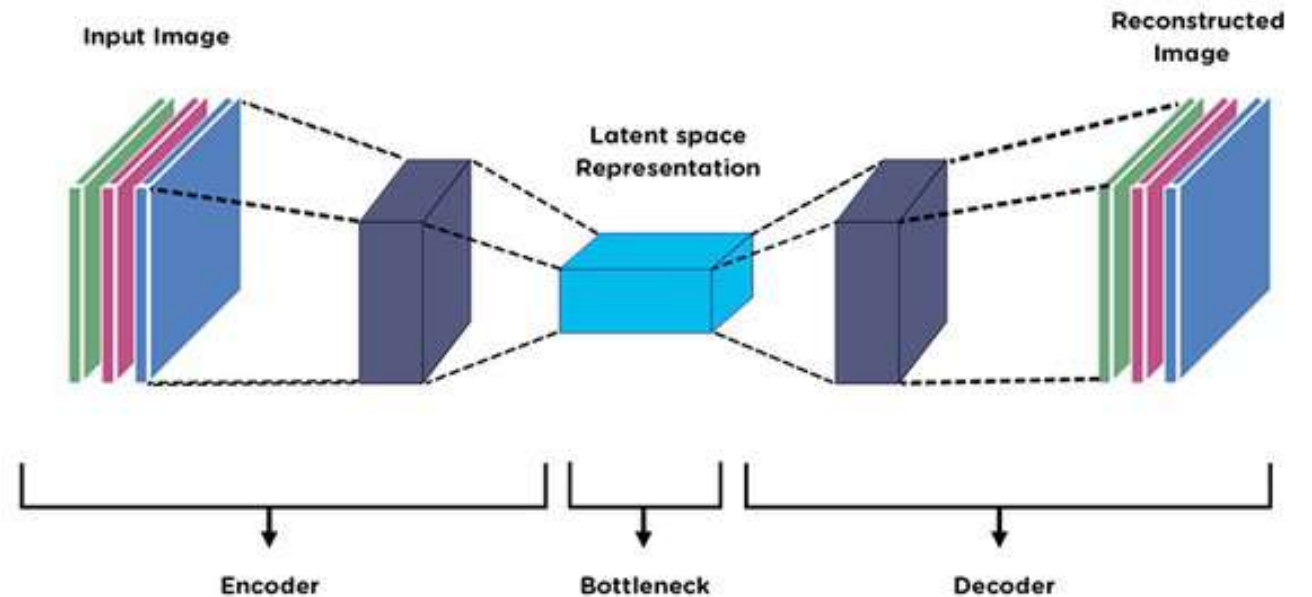 Input Image
Reconstructed
Image
Latent space
Representation
Encoder
Bottleneck
Decoder